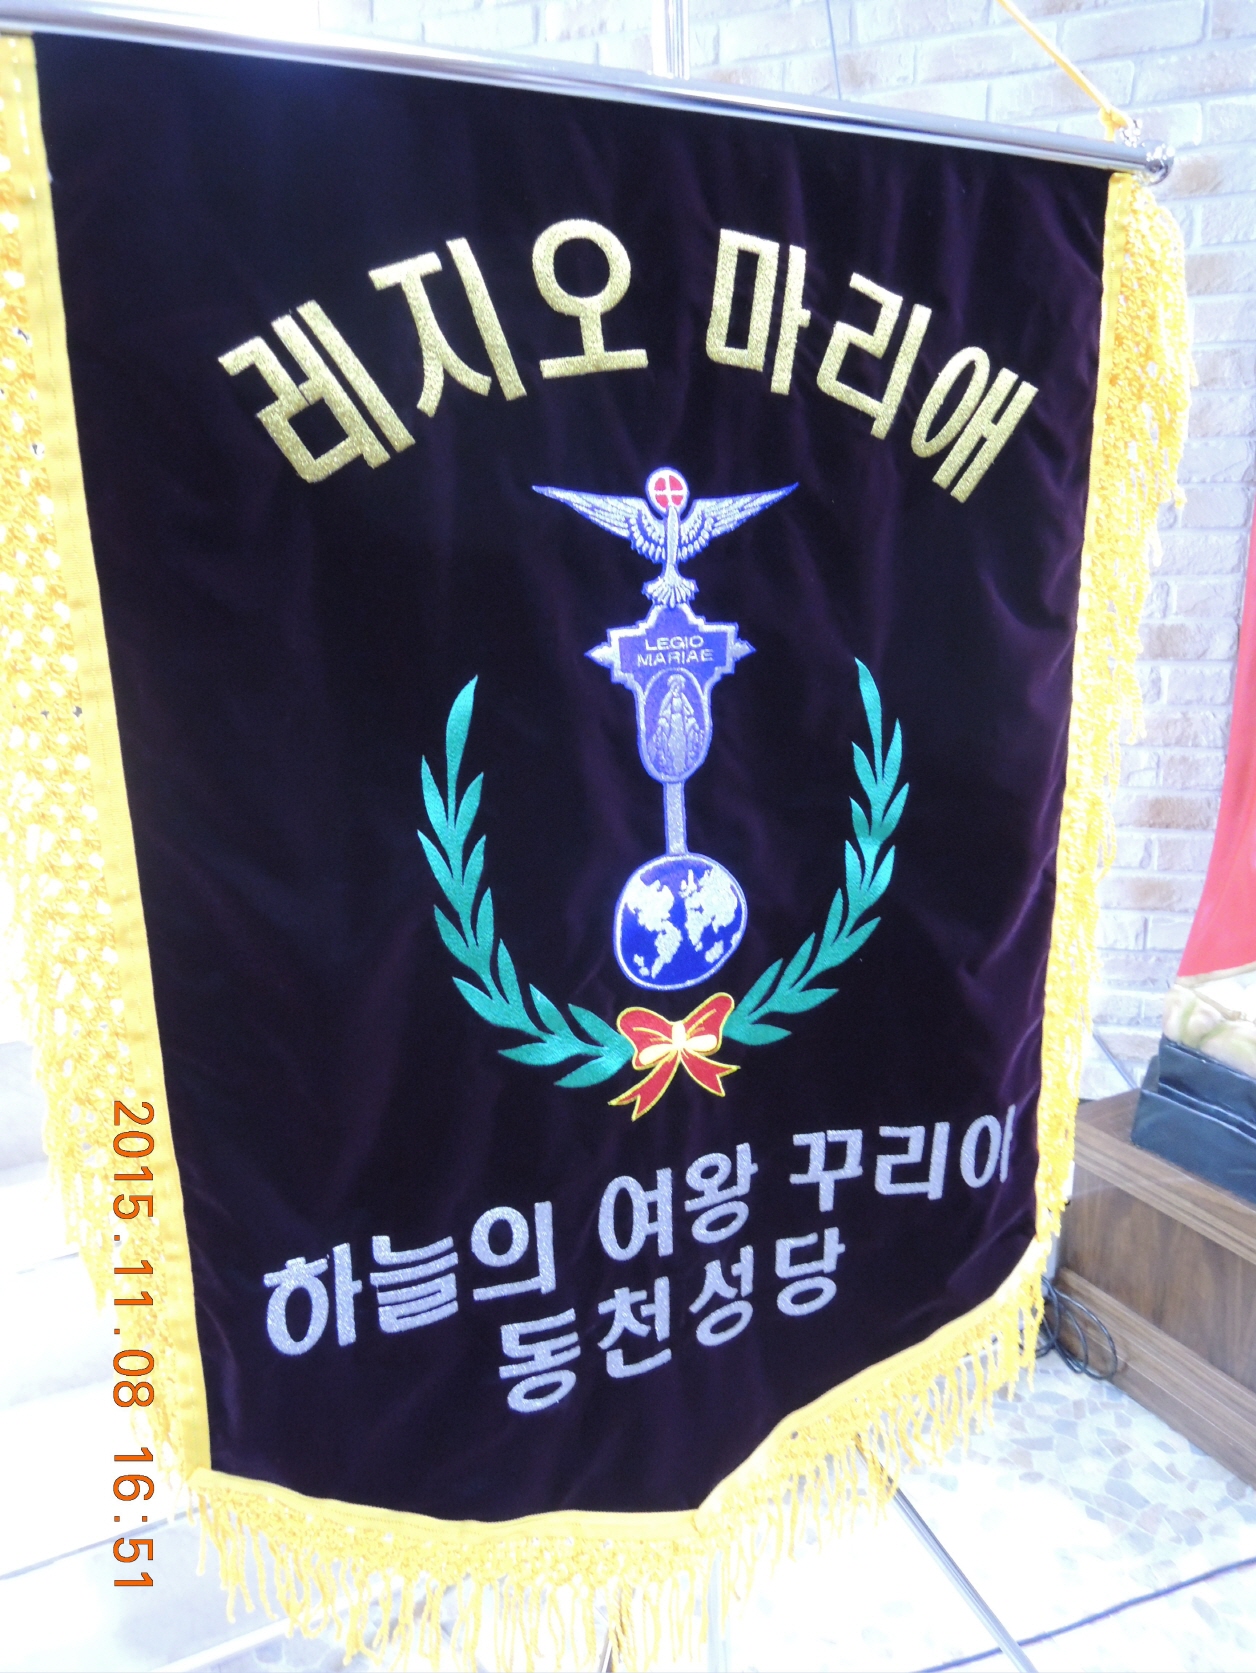 레지오 마리애
LEGIO
MARIAE
하늘의 여왕 꾸리아
동천성당
2015.11.08 16:51